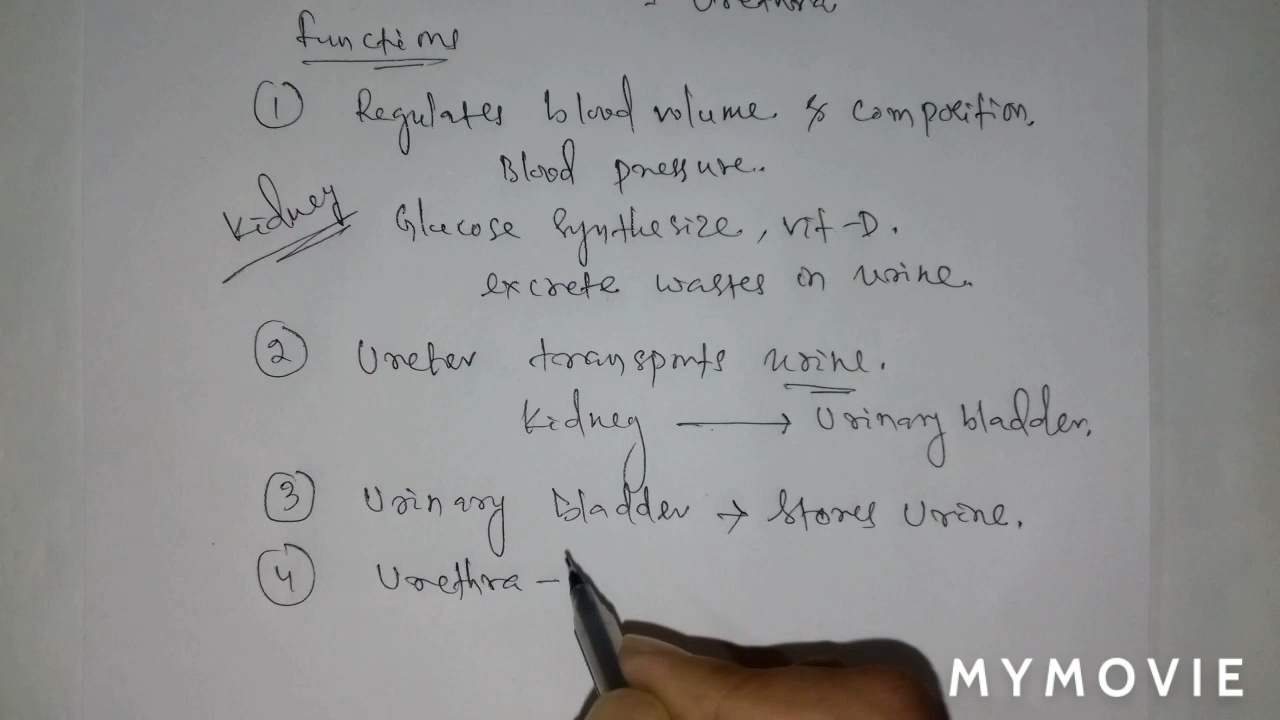 Urethra
Functions
① Regulates blood volume & composition.
Blood pressure..
Kidney
Glucose synthesize, vit-D.
excrete wastes in urine.
② Ureter transports urine.
Kidney → Urinary bladder.
③ Urinary Bladder → Stores Urine.
④ Urethra –
MYMOVIE